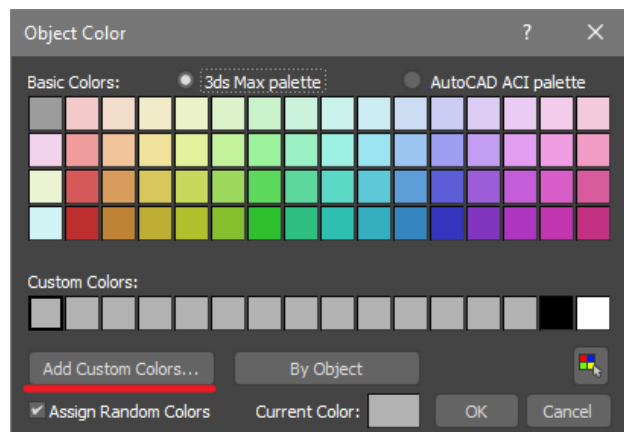 Object Color ?
Basic Colors: 3ds Max palette AutoCAD ACI palette
Custom Colors:
Add Custom Colors... By Object
Assign Random Colors Current Color: OK Cancel